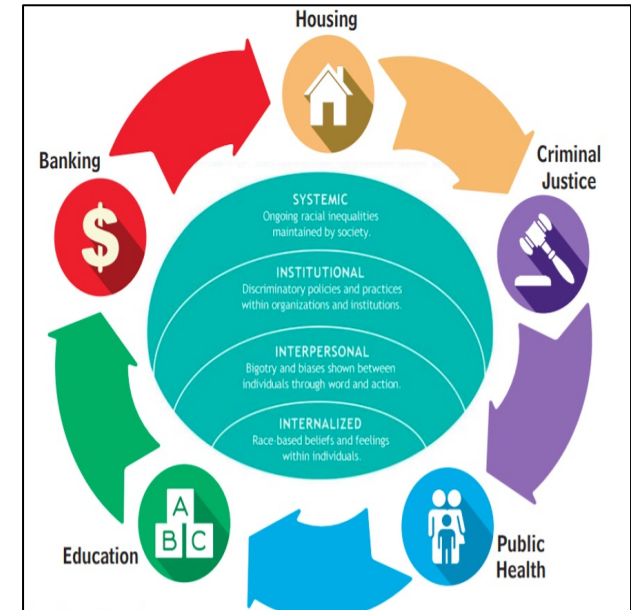 Housing
Banking
Criminal
Justice
$
SYSTEMIC
Ongoing racial inequalities
maintained by society.
INSTITUTIONAL
Discriminatory policies and practices
within organizations and institutions.
INTERPERSONAL
Bigotry and biases shown between
individuals through word and action.
INTERNALIZED
Race-based beliefs and feelings
within individuals.
A
B C
Education
Public
Health